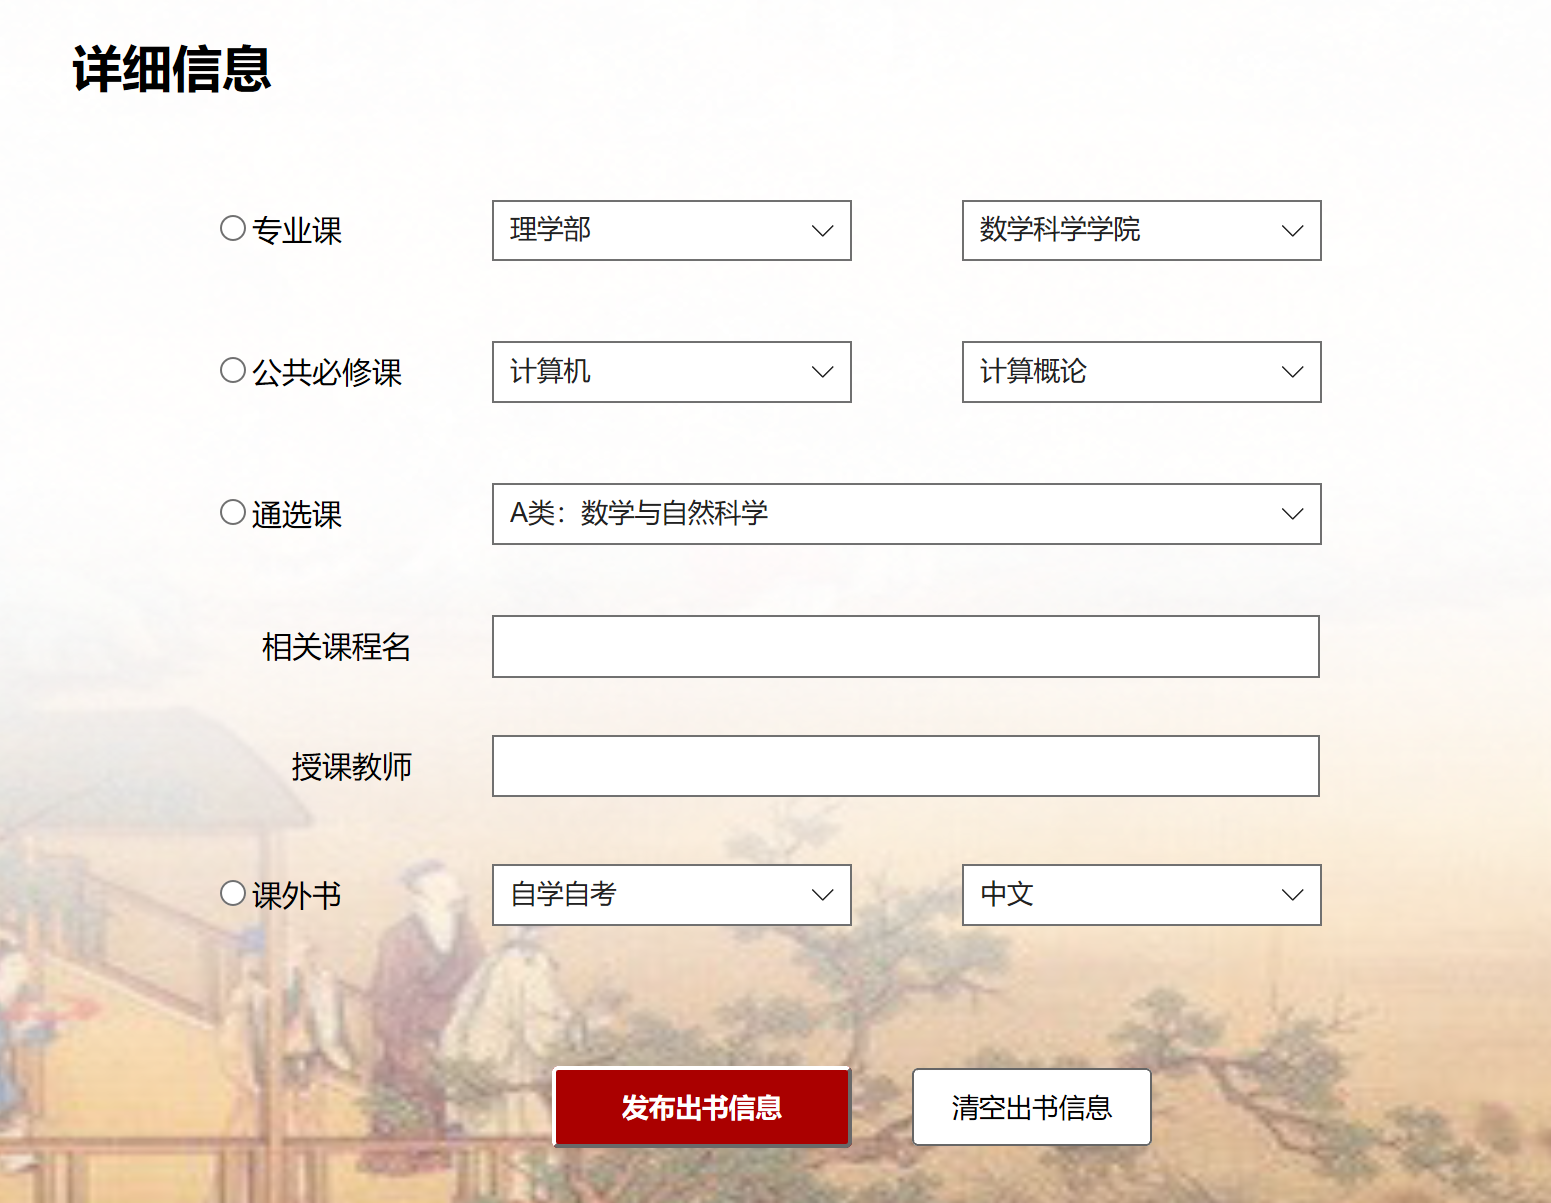 详细信息
专业课 理学部 数学科学学院
公共必修课 计算机 计算概论
通选课 A类：数学与自然科学
相关课程名
授课教师
课外书 自学自考 中文
发布出书信息 清空出书信息